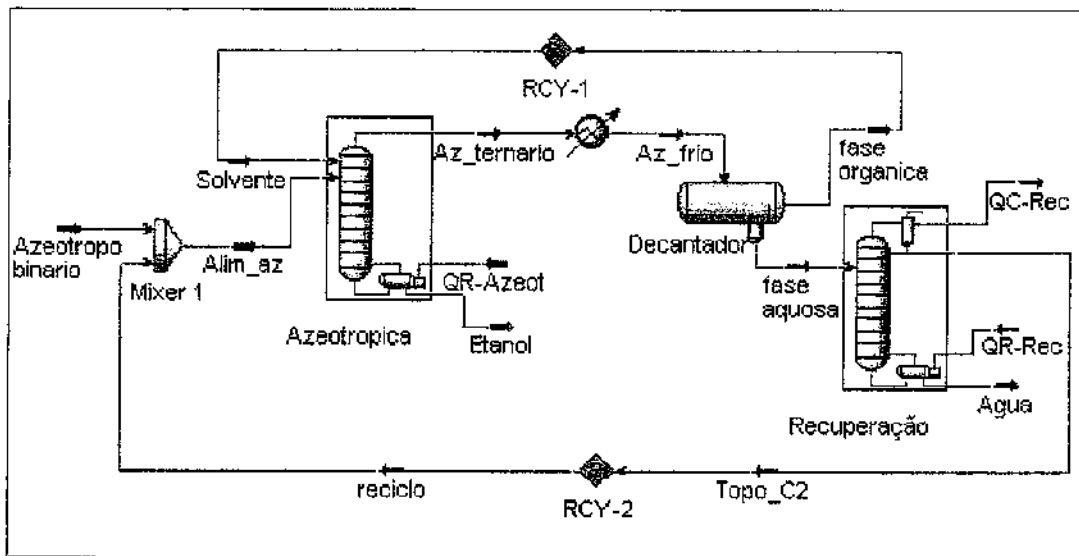 RCY-1
Az_ternario
Az_frio
fase
organica
Solvente
QC-Rec
Azeotropo
binario
Alim_az
Mixer 1
Decantador
QR-Azeot
fase
aquosa
Etanol
Azeotropica
QR-Rec
Agua
Recuperação
reciclo
RCY-2
Topo_C2